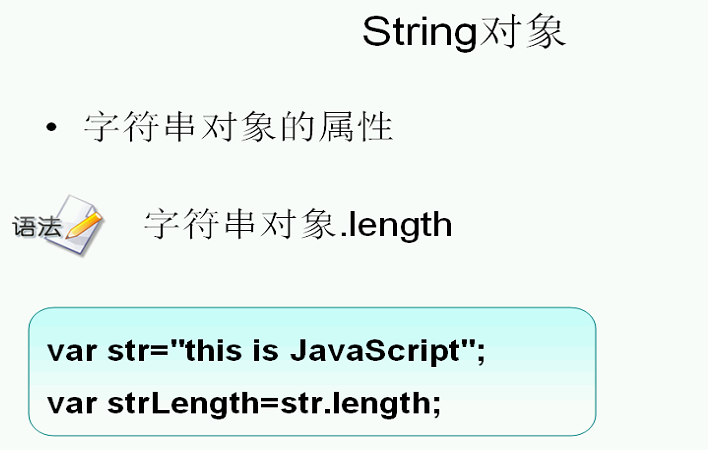 String对象
• 字符串对象的属性
语法 字符串对象.length
var str="this is JavaScript";
var strLength=str.length;